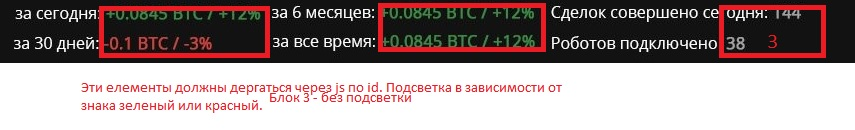 за сегодня: +0.0845 BTC / +12% за 6 месяцев: +0.0845 BTC / +12% Сделок совершено сегодня: 144
за 30 дней: -0.1 BTC / -3% за все время: +0.0845 BTC / +12% Роботов подключено 38 3
Эти елементы должны дергаться через js по id. Подсветка в зависимости от
знака зеленый или красный.
Блок 3 - без подсветки